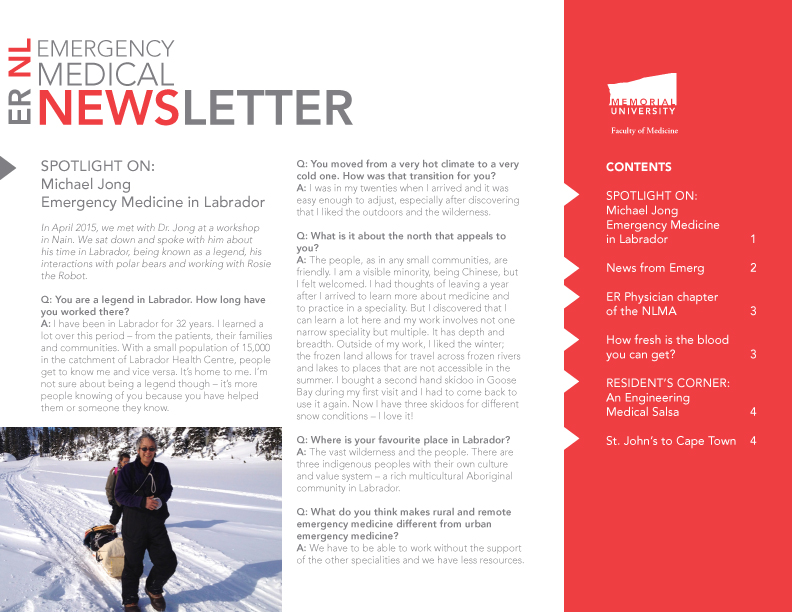 ER NL
EMERGENCY
MEDICAL
NEWSLETTER
SPOTLIGHT ON:
Michael Jong
Emergency Medicine in Labrador
In April 2015, we met with Dr. Jong at a workshop
in Nain. We sat down and spoke with him about
his time in Labrador, being known as a legend, his
interactions with polar bears and working with Rosie
the Robot.
Q: You are a legend in Labrador. How long have
you worked there?
A: I have been in Labrador for 32 years. I learned a
lot over this period – from the patients, their families
and communities. With a small population of 15,000
in the catchment of Labrador Health Centre, people
get to know me and vice versa. It's home to me. I'm
not sure about being a legend though – it's more
people knowing of you because you have helped
them or someone they know.
Q: You moved from a very hot climate to a very
cold one. How was that transition for you?
A: I was in my twenties when I arrived and it was
easy enough to adjust, especially after discovering
that I liked the outdoors and the wilderness.
Q: What is it about the north that appeals to
you?
A: The people, as in any small communities, are
friendly. I am a visible minority, being Chinese, but
I felt welcomed. I had thoughts of leaving a year
after I arrived to learn more about medicine and
to practice in a speciality. But I discovered that I
can learn a lot here and my work involves not one
narrow speciality but multiple. It has depth and
breadth. Outside of my work, I liked the winter;
the frozen land allows for travel across frozen rivers
and lakes to places that are not accessible in the
summer. I bought a second hand skidoo in Goose
Bay during my first visit and I had to come back to
use it again. Now I have three skidoos for different
snow conditions – I love it!
Q: Where is your favourite place in Labrador?
A: The vast wilderness and the people. There are
three indigenous peoples with their own culture
and value system – a rich multicultural Aboriginal
community in Labrador.
Q: What do you think makes rural and remote
emergency medicine different from urban
emergency medicine?
A: We have to be able to work without the support
of the other specialities and we have less resources.
MEMORIAL
UNIVERSITY
Faculty of Medicine
CONTENTS
SPOTLIGHT ON:
Michael Jong
Emergency Medicine
in Labrador 1
News from Emerg 2
ER Physician chapter
of the NLMA 3
How fresh is the blood
you can get? 3
RESIDENT'S CORNER:
An Engineering
Medical Salsa 4
St. John's to Cape Town 4